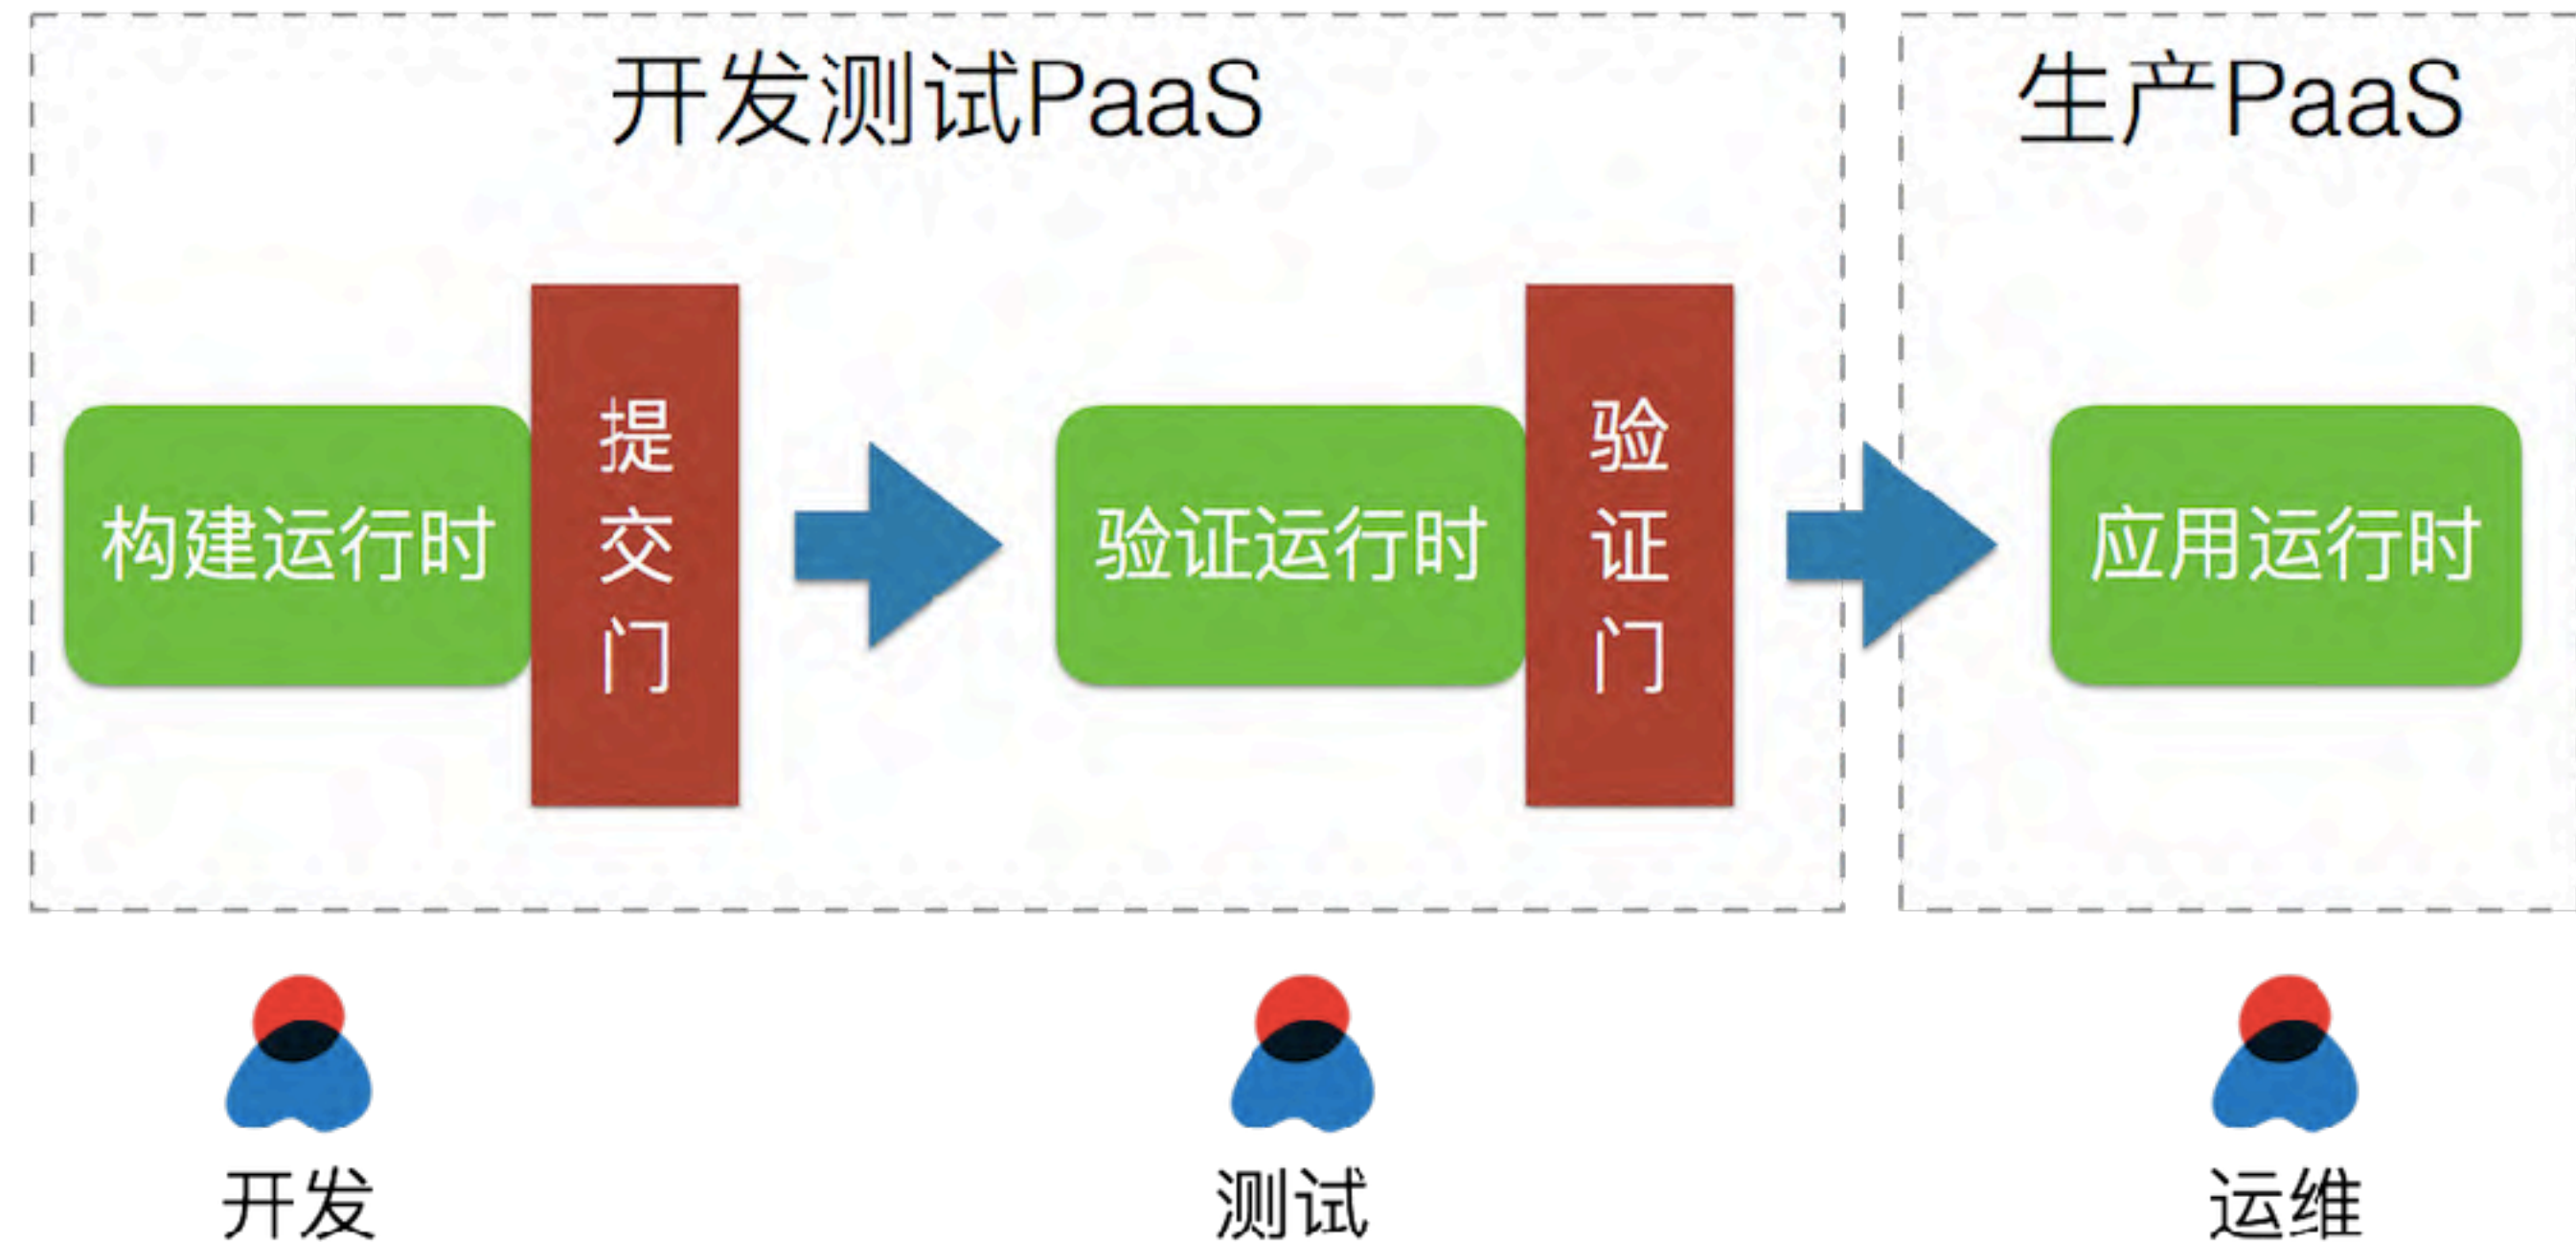 开发测试PaaS
生产PaaS
构建运行时
提交门
验证运行时
验证门
应用运行时
开发
测试
运维